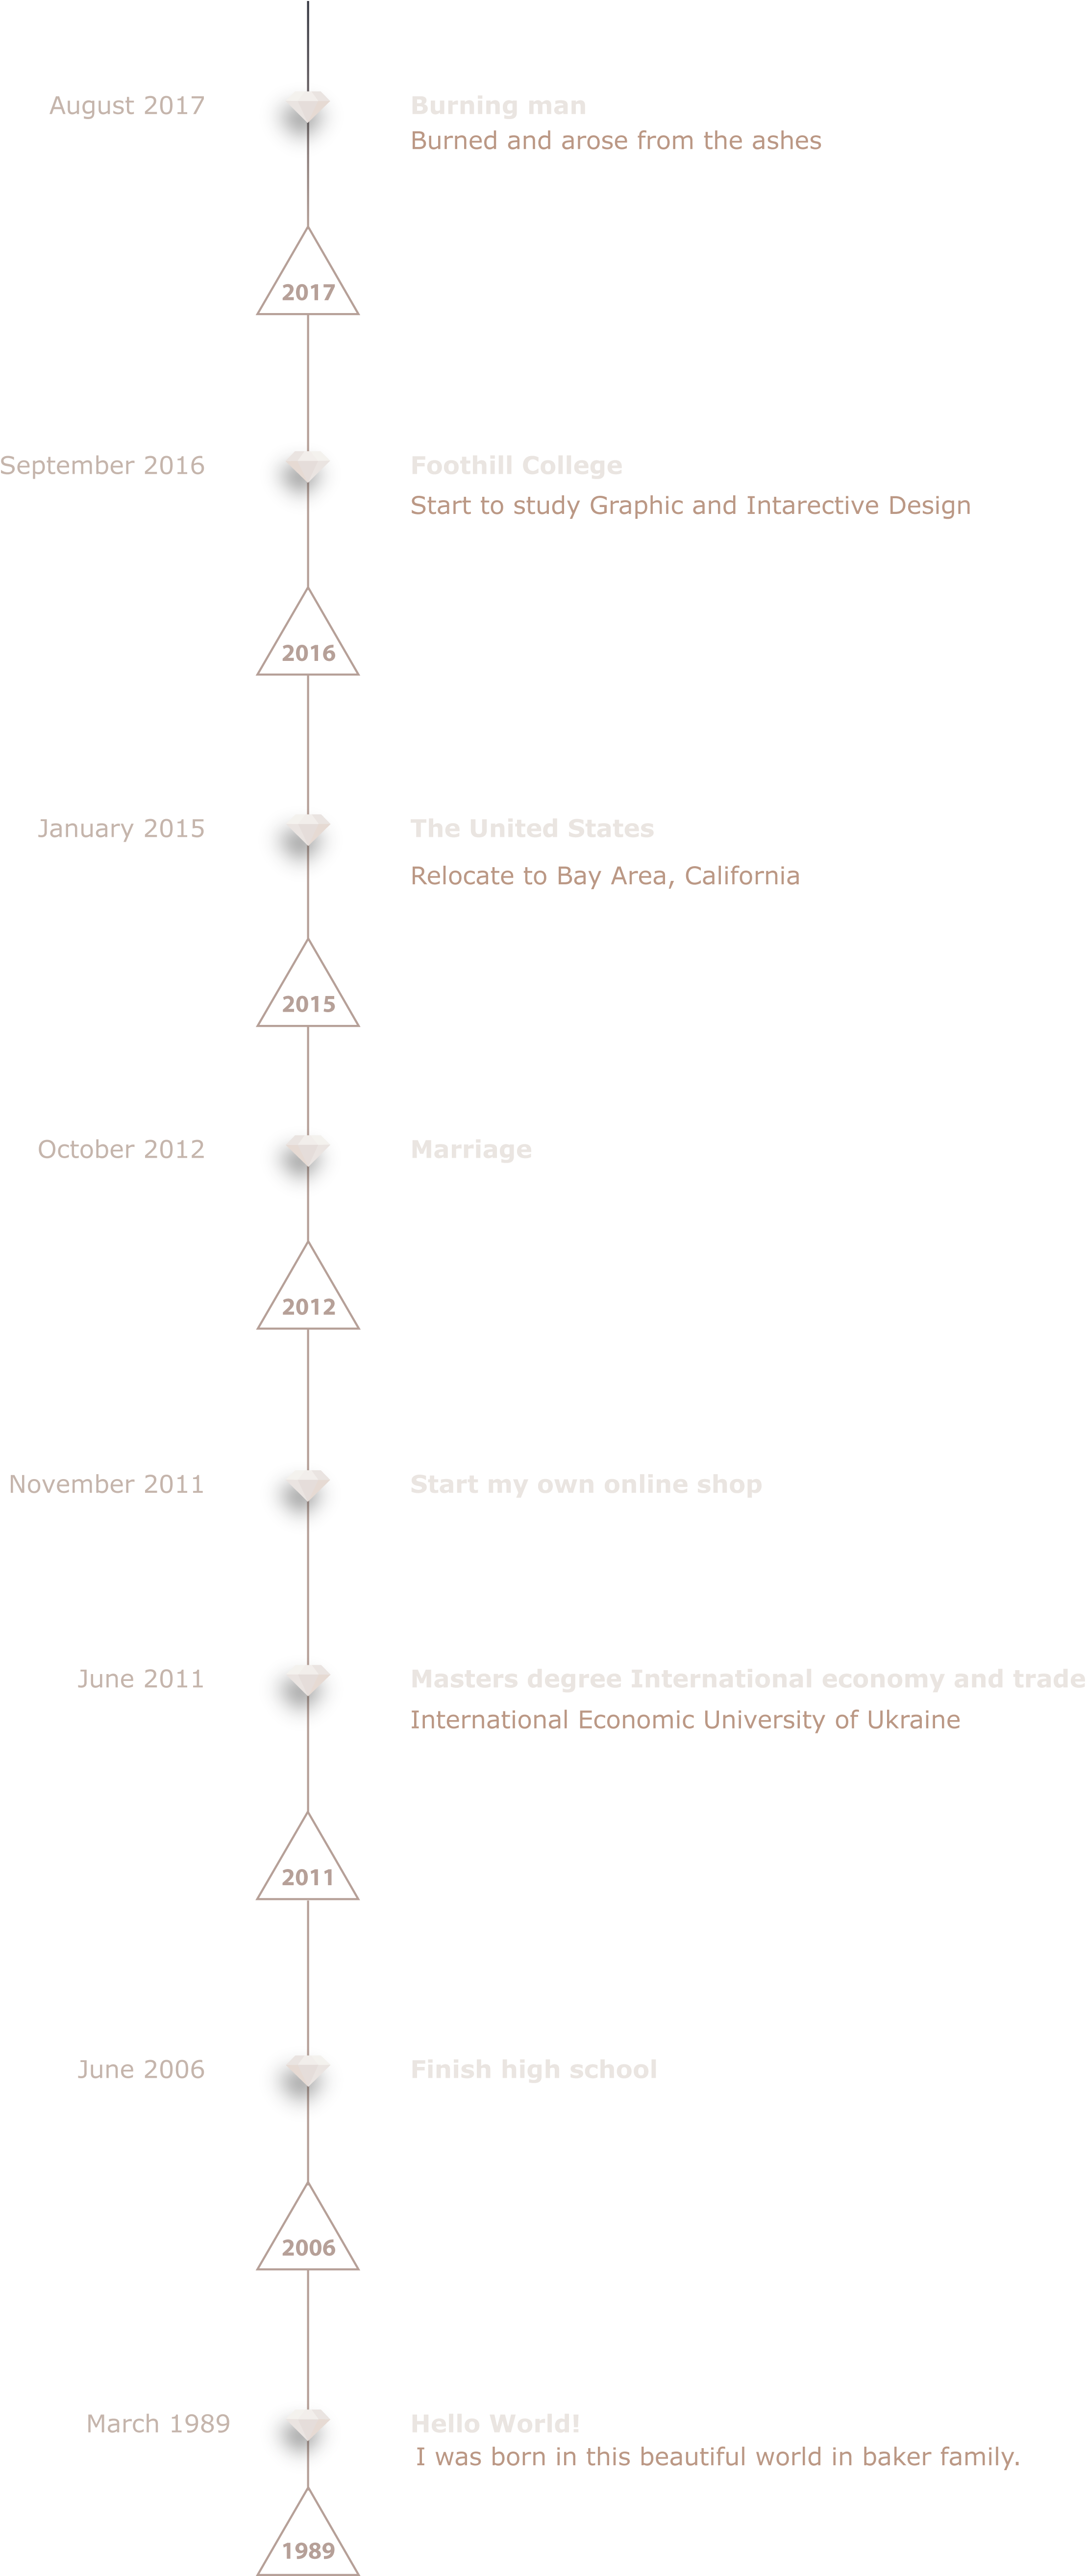 August 2017
Burning man
Burned and arose from the ashes
2017
September 2016
Foothill College
Start to study Graphic and Intarective Design
2016
January 2015
The United States
Relocate to Bay Area, California
2015
October 2012
Marriage
2012
November 2011
Start my own online shop
June 2011
Masters degree International economy and trade
International Economic University of Ukraine
2011
June 2006
Finish high school
2006
March 1989
Hello World!
I was born in this beautiful world in baker family.
1989